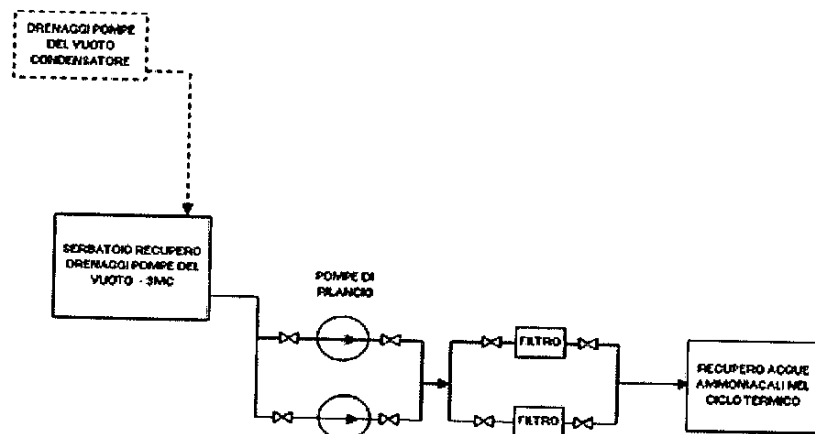 DRENAGGI POMPE
DEL VUOTO
CONDENSATORE
SERBATOIO RECUPERO
DRENAGGI POMPE DEL
VUOTO - 3MC
POMPE DI
RILANCIO
FILTRO
FILTRO
RECUPERO ACQUE
AMMONIACALI NEL
CICLO TERMICO